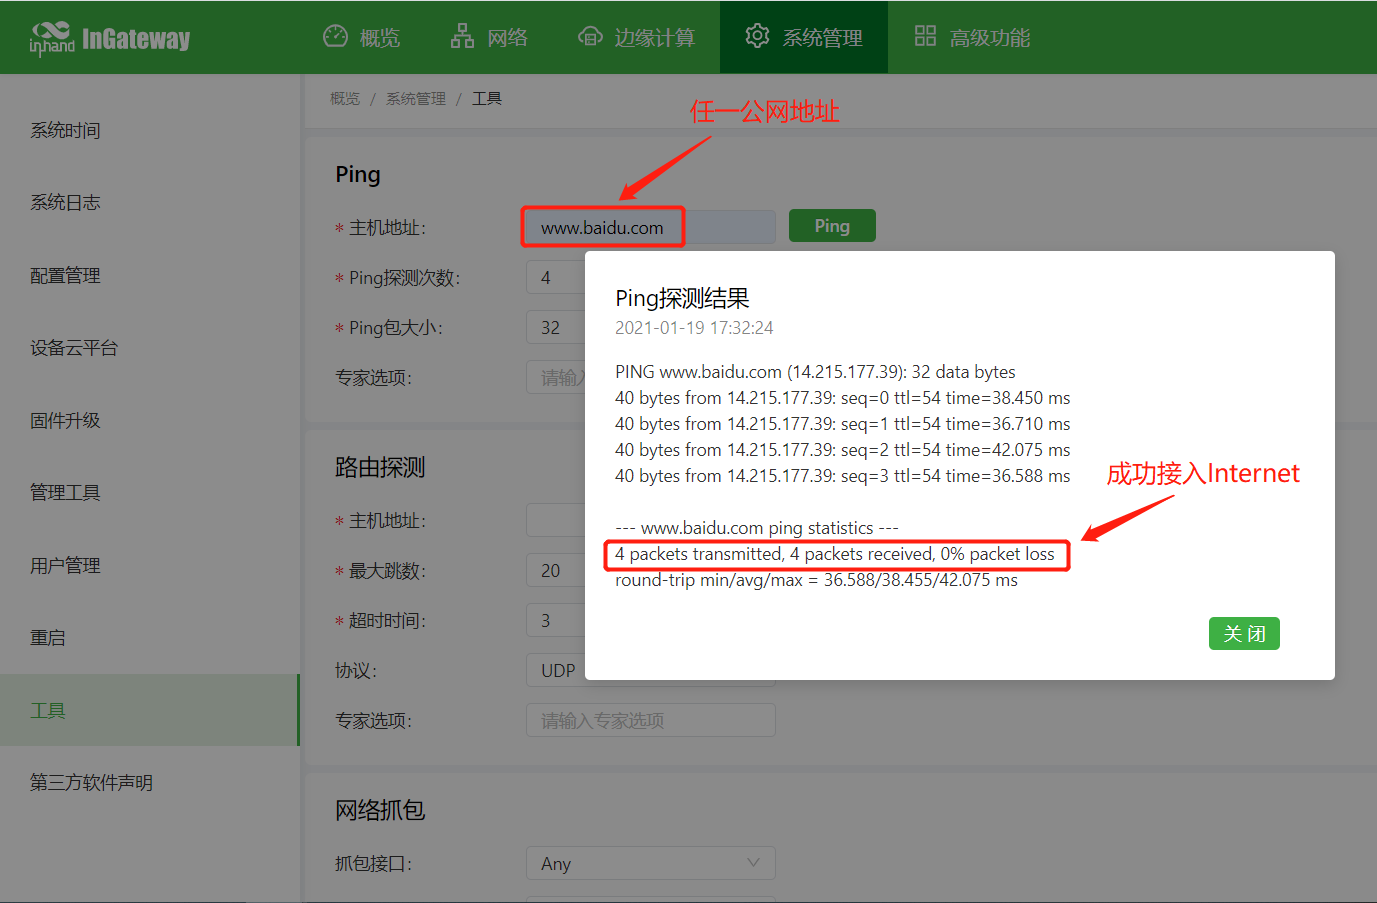 inhand InGateway 概览 网络 边缘计算 系统管理 高级功能
概览 / 系统管理 / 工具
任一公网地址
系统时间
系统日志
配置管理
设备云平台
固件升级
管理工具
用户管理
重启
工具
第三方软件声明
Ping
* 主机地址: www.baidu.com Ping
* Ping探测次数: 4
* Ping包大小: 32
专家选项: 请输入
路由探测
* 主机地址:
* 最大跳数: 20
* 超时时间: 3
协议: UDP
专家选项: 请输入专家选项
网络抓包
抓包接口: Any
Ping探测结果
2021-01-19 17:32:24
PING www.baidu.com (14.215.177.39): 32 data bytes
40 bytes from 14.215.177.39: seq=0 ttl=54 time=38.450 ms
40 bytes from 14.215.177.39: seq=1 ttl=54 time=36.710 ms
40 bytes from 14.215.177.39: seq=2 ttl=54 time=42.075 ms
40 bytes from 14.215.177.39: seq=3 ttl=54 time=36.588 ms
成功接入Internet
--- www.baidu.com ping statistics ---
4 packets transmitted, 4 packets received, 0% packet loss
round-trip min/avg/max = 36.588/38.455/42.075 ms
关 闭